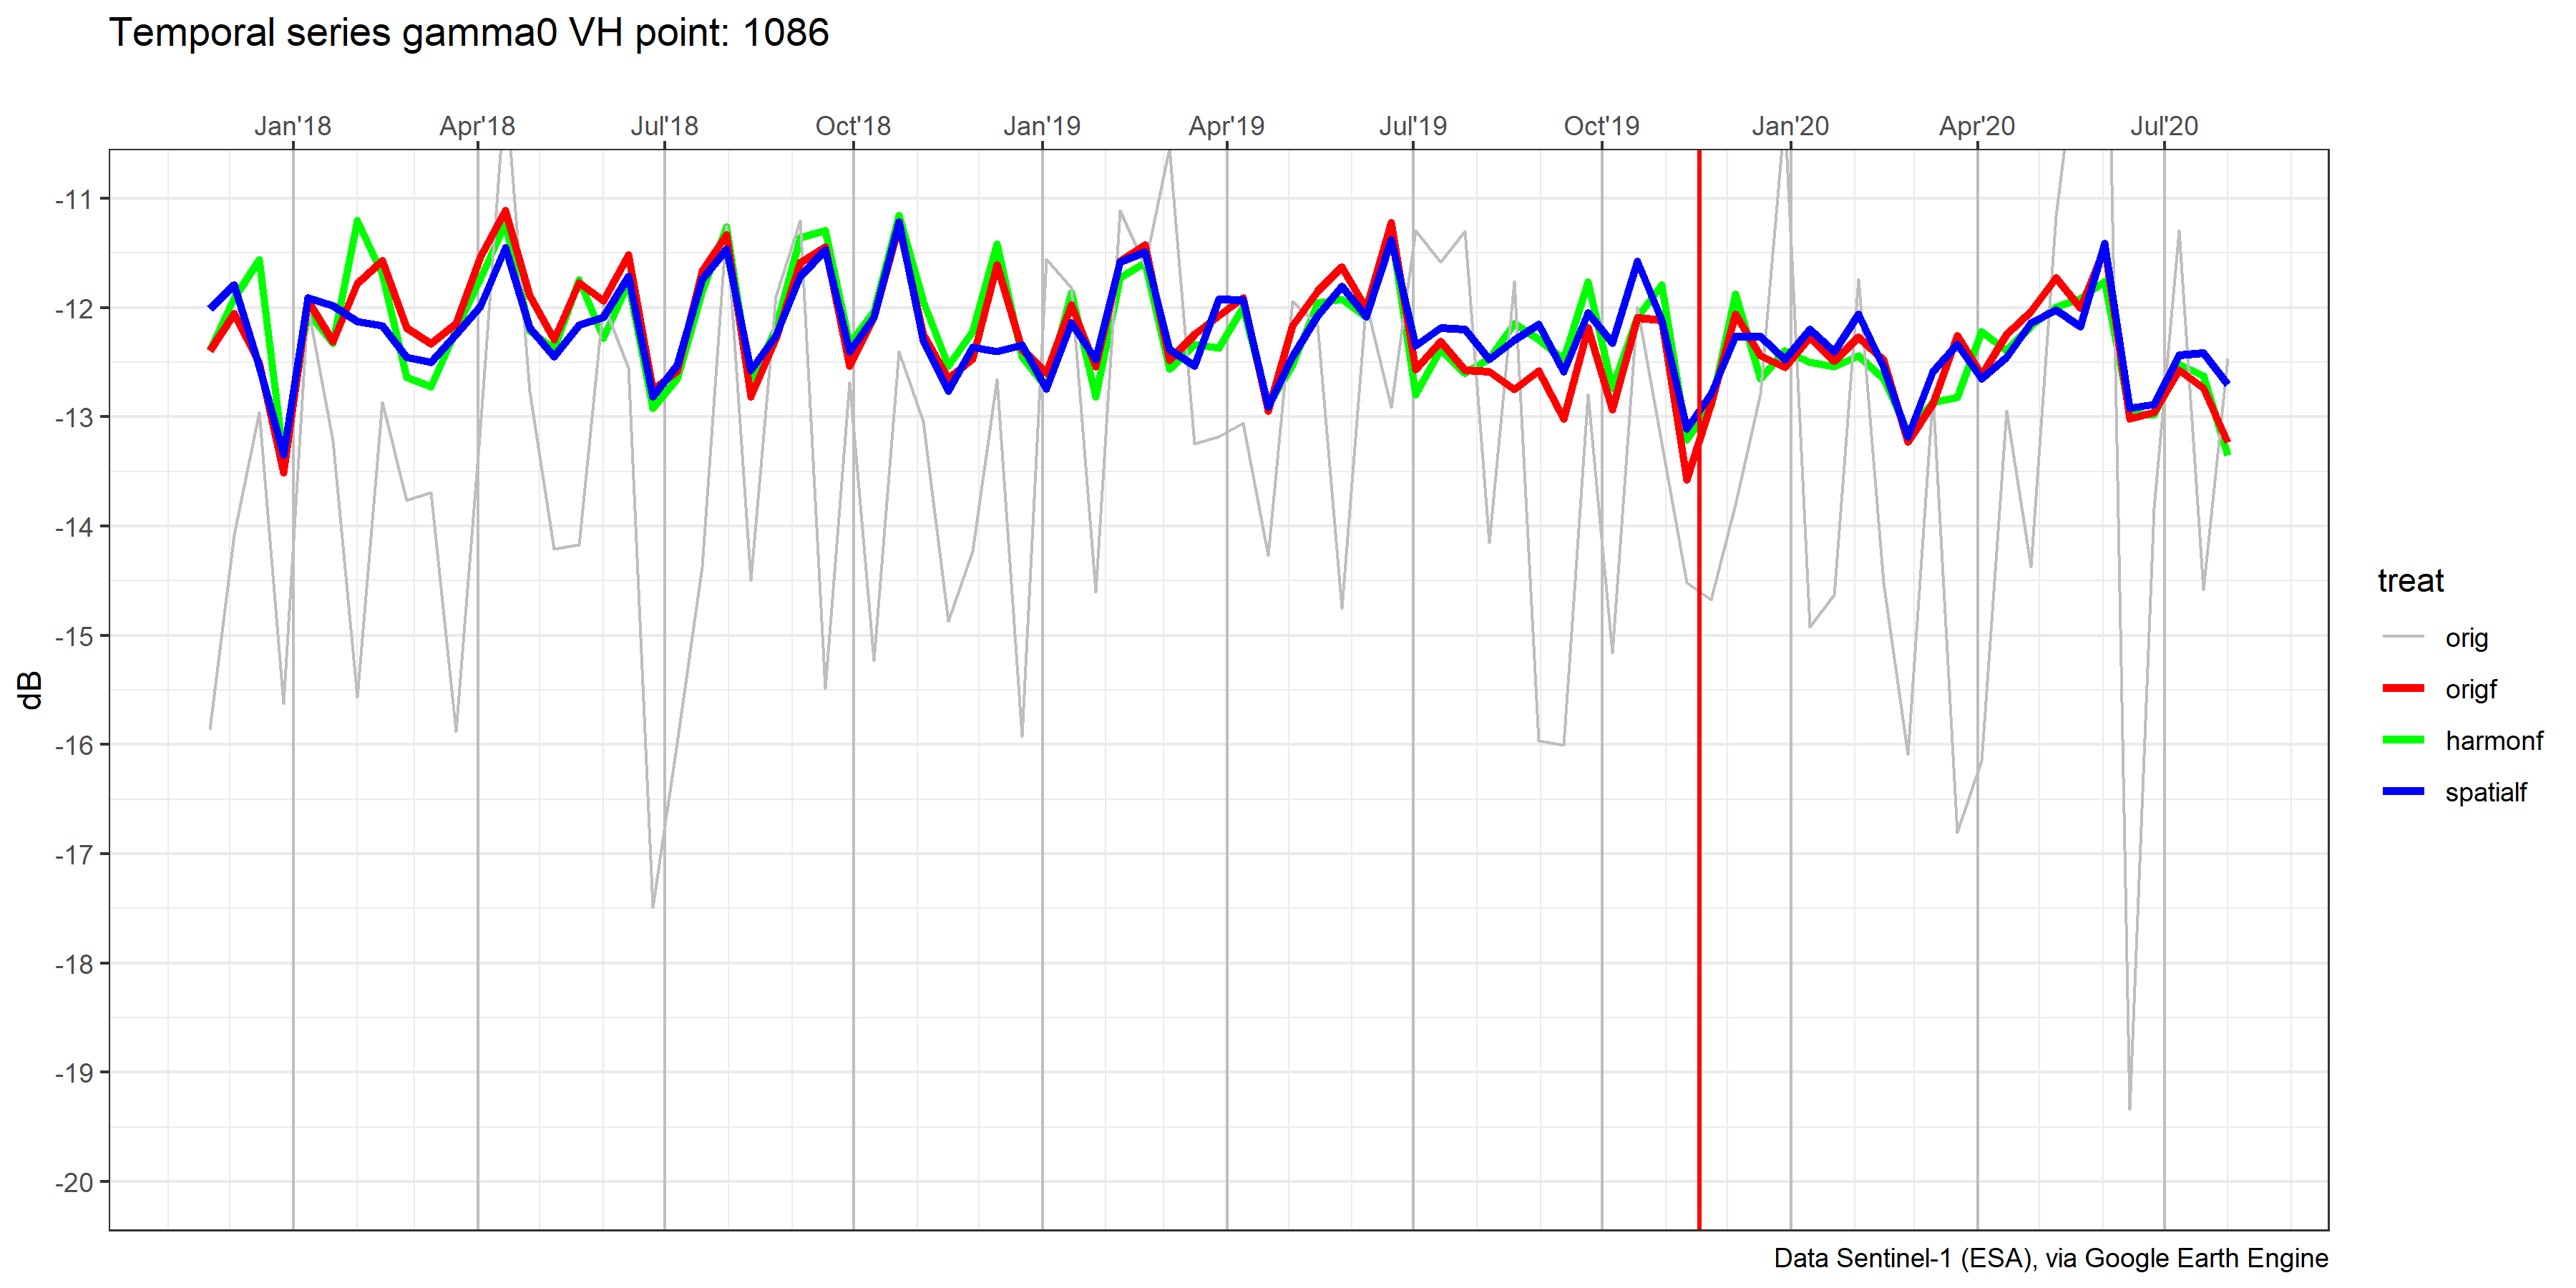 Temporal series gamma0 VH point: 1086
Jan'18 Apr'18 Jul'18 Oct'18 Jan'19 Apr'19 Jul'19 Oct'19 Jan'20 Apr'20 Jul'20
-11
-12
-13
-14
-15
-16
-17
-18
-19
-20
dB
treat
orig
origf
harmonf
spatialf
Data Sentinel-1 (ESA), via Google Earth Engine